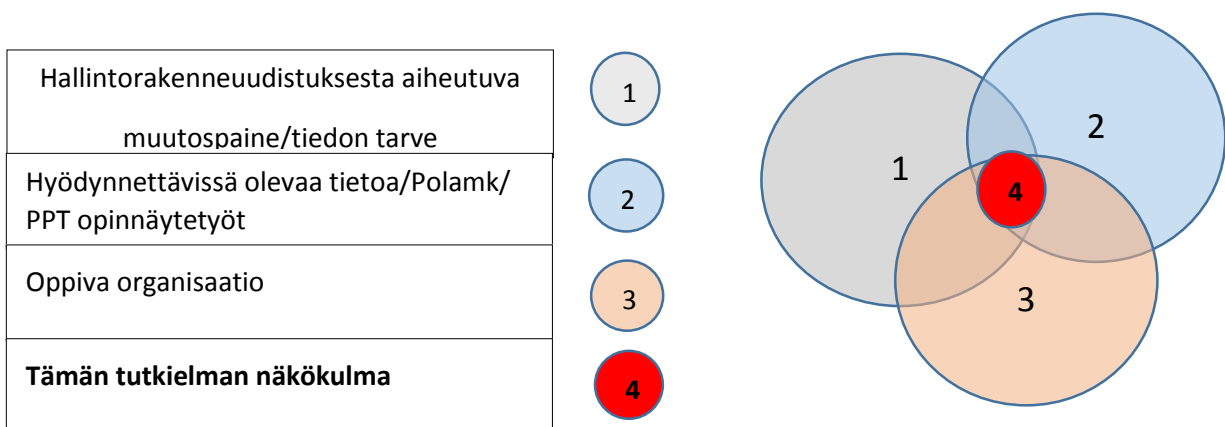 Hallintorakenneuudistuksesta aiheutuva
muutospaine/tiedon tarve
1
Hyödynnettävissä olevaa tietoa/Polamk/
PPT opinnäytetyöt
2
Oppiva organisaatio
3
Tämän tutkielman näkökulma
4
1
2
4
3